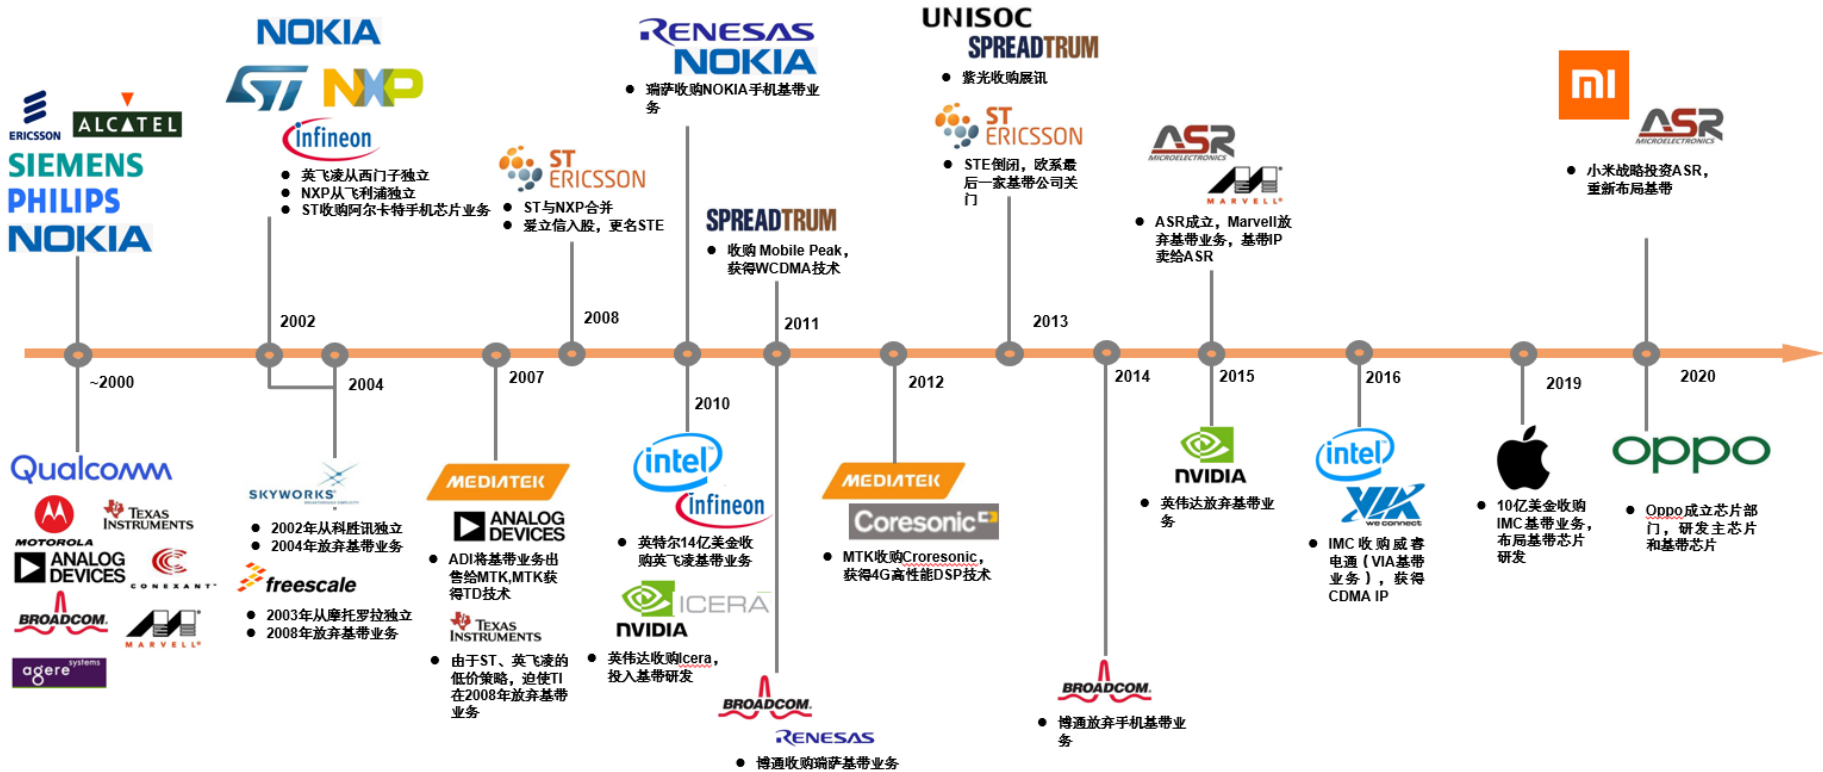 ERICSSON
ALCATEL
SIEMENS
PHILIPS
NOKIA
NOKIA
ST
NXP
infineon
● 英飞凌从西门子独立
● NXP从飞利浦独立
● ST收购阿尔卡特手机芯片业务
ST
ERICSSON
● ST与NXP合并
● 爱立信入股，更名STE
RENESAS
NOKIA
● 瑞萨收购NOKIA手机基带业
务
SPREADTRUM
● 收购 Mobile Peak，
获得WCDMA技术
UNISOC
SPREADTRUM
● 紫光收购展讯
ST
ERICSSON
● STE倒闭，欧系最
后一家基带公司关
门
ASR
MICROELECTRONICS
MARVELL
● ASR成立，Marvell放
弃基带业务，基带IP
卖给ASR
mi
ASR
MICROELECTRONICS
● 小米战略投资ASR，
重新布局基带
~2000
2002
2004
2007
2008
2010
2011
2012
2013
2014
2015
2016
2019
2020
Qualcomm
MOTOROLA
TEXAS
INSTRUMENTS
ANALOG
DEVICES
CONEXANT
BROADCOM.
MARVELL
agere systems
SKYWORKS
● 2002年从科胜讯独立
● 2004年放弃基带业务
freescale
● 2003年从摩托罗拉独立
● 2008年放弃基带业务
MEDIATEK
ANALOG
DEVICES
● ADI将基带业务出
售给MTK,MTK获
得TD技术
TEXAS
INSTRUMENTS
● 由于ST、英飞凌的
低价策略，迫使TI
在2008年放弃基带
业务
intel
infineon
● 英特尔14亿美金收
购英飞凌基带业务
NVIDIA
ICERA
● 英伟达收购Icera，
投入基带研发
BROADCOM.
RENESAS
● 博通收购瑞萨基带业务
MEDIATEK
Coresonic
● MTK收购Croresonic，
获得4G高性能DSP技术
BROADCOM.
● 博通放弃手机基带业
务
NVIDIA
● 英伟达放弃基带业
务
intel
VIA
we connect
● IMC 收购威睿
电通（VIA基带
业务），获得
CDMA IP
● 10亿美金收购
IMC基带业务，
布局基带芯片
研发
oppo
● Oppo成立芯片部
门，研发主芯片
和基带芯片